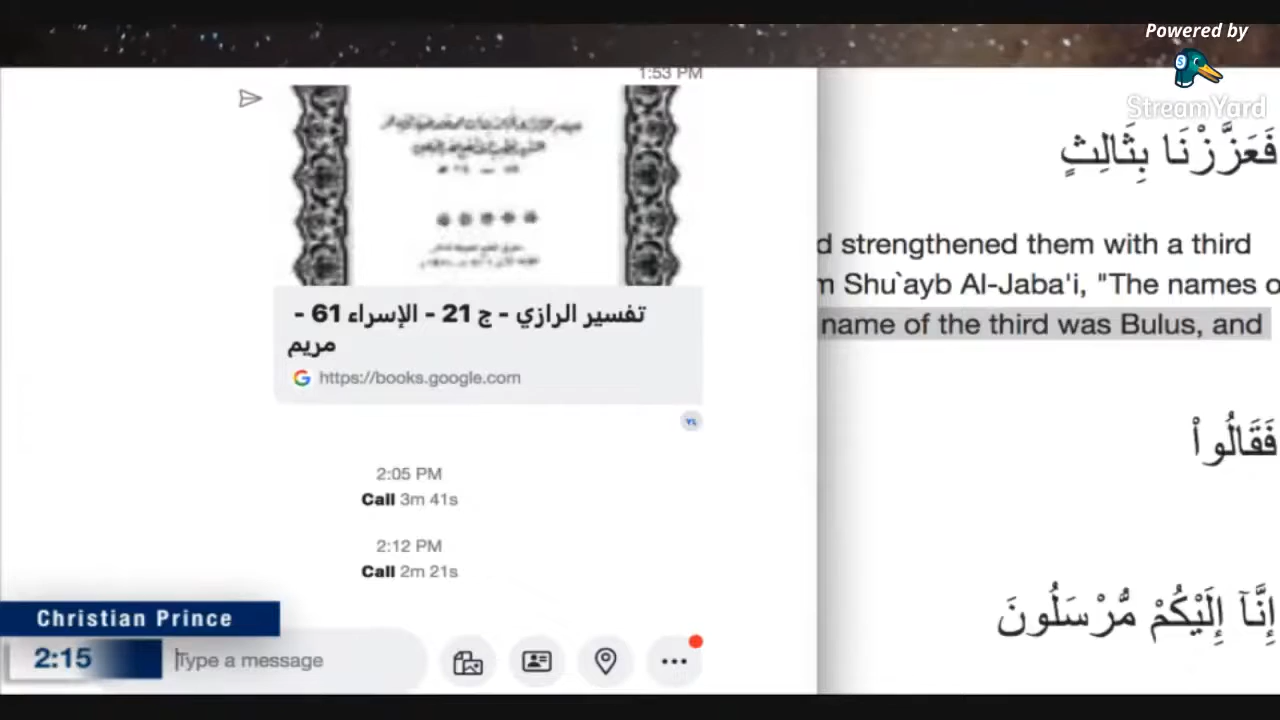 Powered by
StreamYard
1:53 PM
تفسير الرازي - ج 21 - الإسراء 61 -
مريم
https://books.google.com
2:05 PM
Call 3m 41s
2:12 PM
Call 2m 21s
Type a message
Christian Prince
2:15
فَعَزَّزْنَا بِثَالِثٍ
d strengthened them with a third
m Shu`ayb Al-Jaba'i, "The names o
name of the third was Bulus, and
فَقَالُواْ
إِنَّآ إِلَيْكُمْ مُّرْسَلُونَ